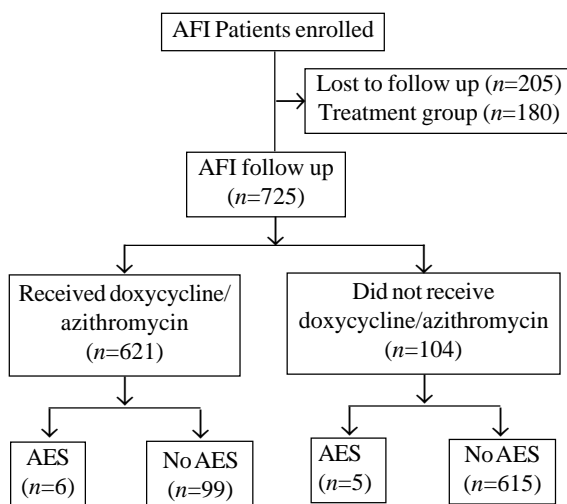 AFI Patients enrolled
Lost to follow up (n=205)
Treatment group (n=180)
AFI follow up
(n=725)
Received doxycycline/
azithromycin
(n=621)
Did not receive
doxycycline/azithromycin
(n=104)
AES
(n=6)
No AES
(n=99)
AES
(n=5)
No AES
(n=615)